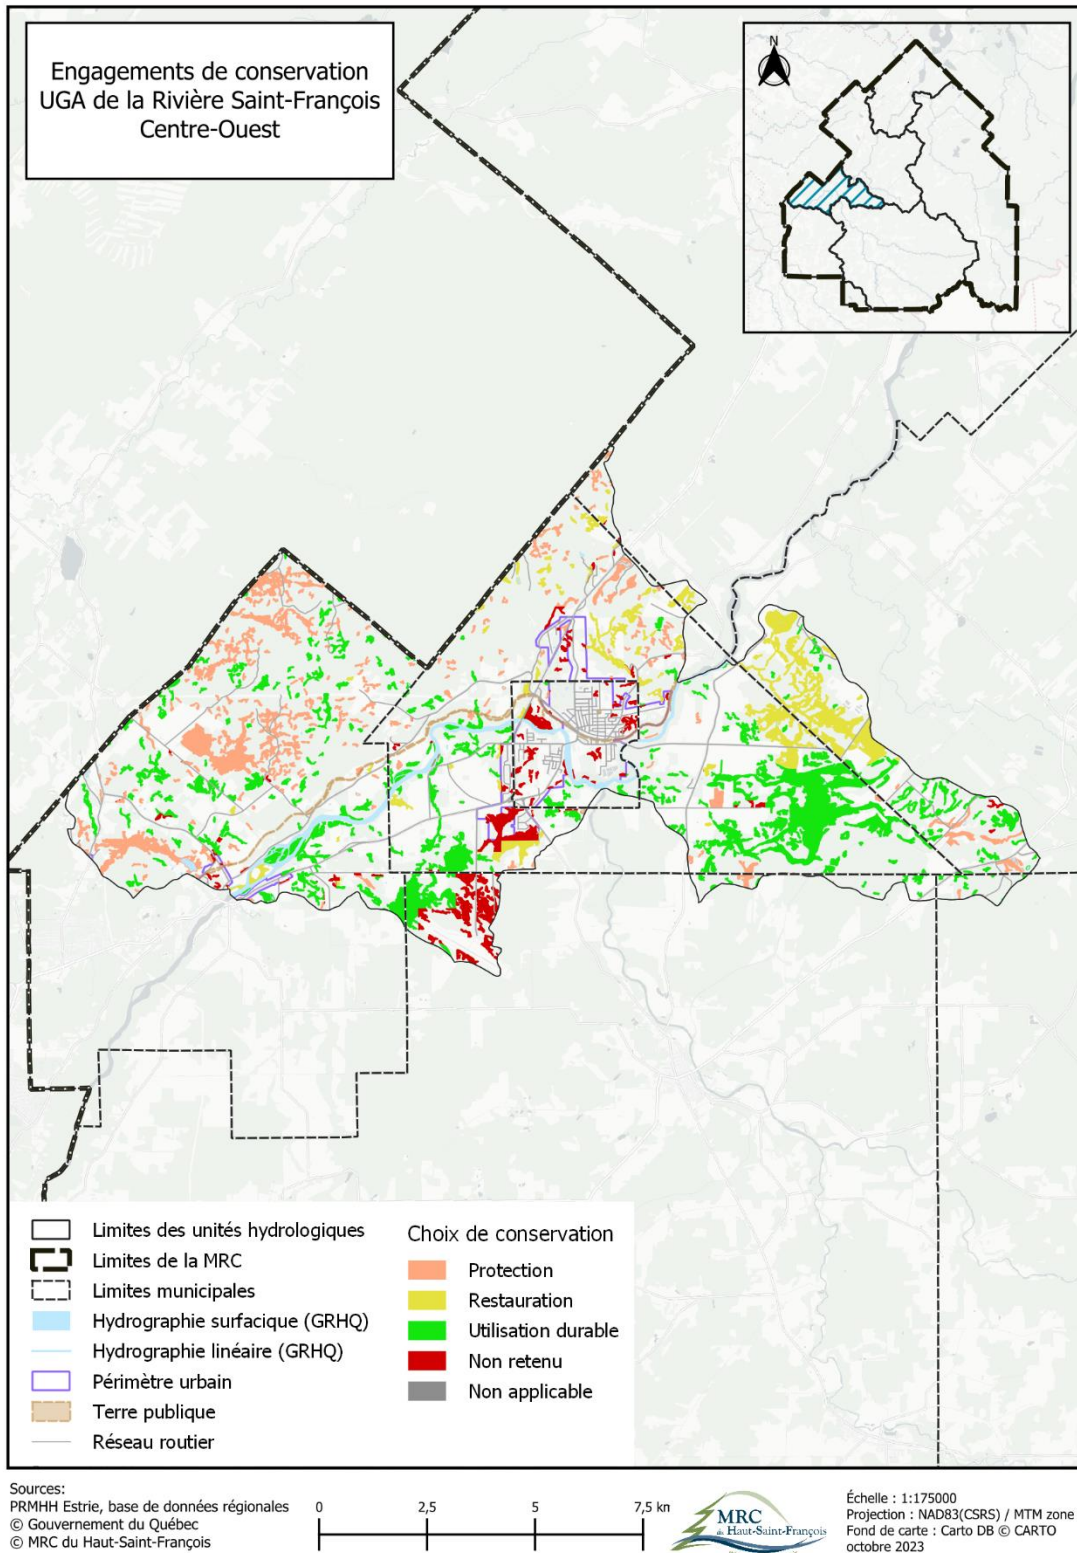 Engagements de conservation
UGA de la Rivière Saint-François
Centre-Ouest
N
Limites des unités hydrologiques
Limites de la MRC
Limites municipales
Hydrographie surfacique (GRHQ)
Hydrographie linéaire (GRHQ)
Périmètre urbain
Terre publique
Réseau routier
Choix de conservation
Protection
Restauration
Utilisation durable
Non retenu
Non applicable
Sources:
PRMHH Estrie, base de données régionales
© Gouvernement du Québec
© MRC du Haut-Saint-François
0 2,5 5 7,5 km
MRC
du Haut-Saint-François
Échelle : 1:175000
Projection : NAD83(CSRS) / MTM zone
Fond de carte : Carto DB © CARTO
octobre 2023